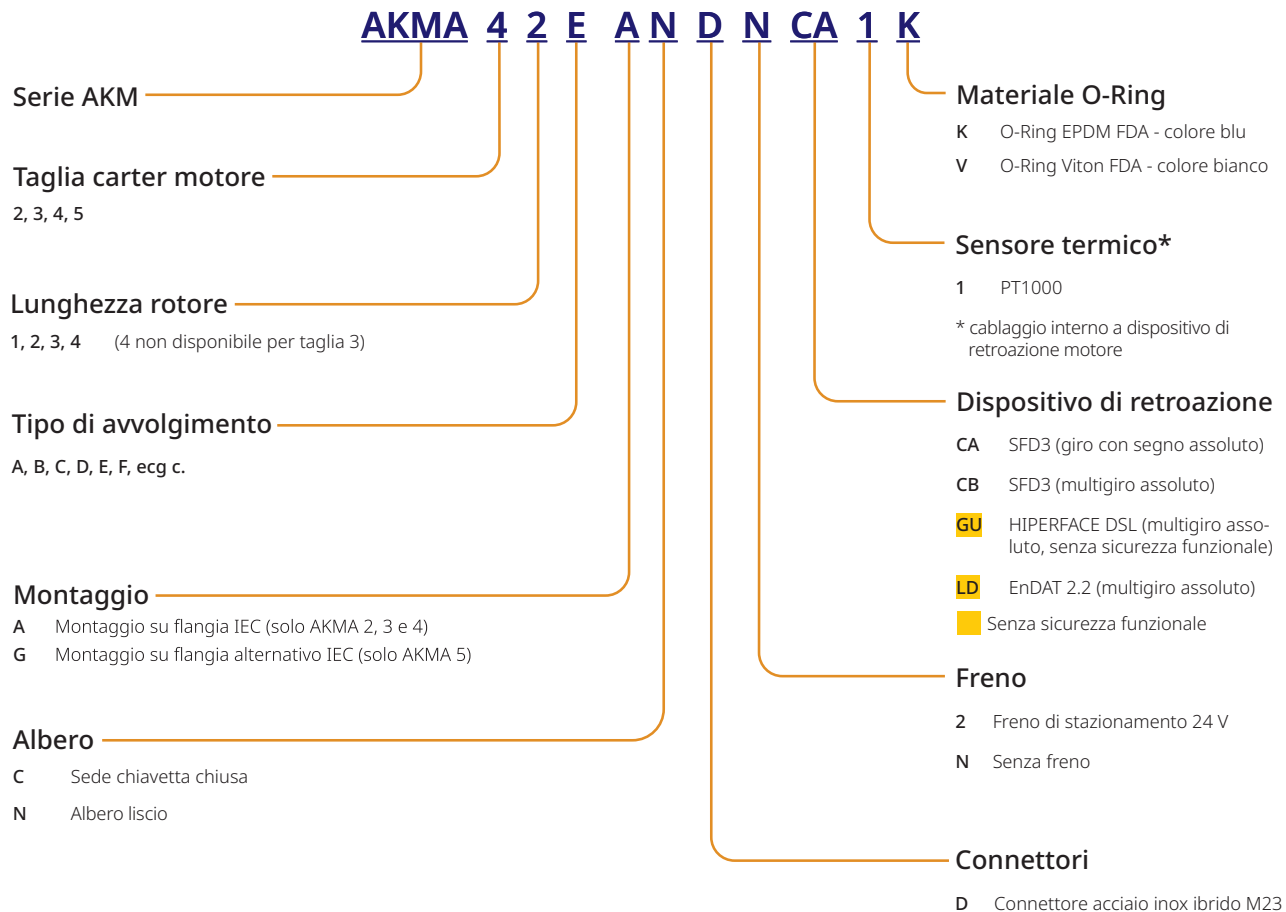 AKMA 4 2 E A N D N CA 1 K
Serie AKM
Taglia carter motore
2, 3, 4, 5
Lunghezza rotore
1, 2, 3, 4 (4 non disponibile per taglia 3)
Tipo di avvolgimento
A, B, C, D, E, F, ecg c.
Montaggio
A Montaggio su flangia IEC (solo AKMA 2, 3 e 4)
G Montaggio su flangia alternativo IEC (solo AKMA 5)
Albero
C Sede chiavetta chiusa
N Albero liscio
Materiale O-Ring
K O-Ring EPDM FDA - colore blu
V O-Ring Viton FDA - colore bianco
Sensore termico*
1 PT1000
* cablaggio interno a dispositivo di
retroazione motore
Dispositivo di retroazione
CA SFD3 (giro con segno assoluto)
CB SFD3 (multigiro assoluto)
GU HIPERFACE DSL (multigiro asso-
luto, senza sicurezza funzionale)
LD EnDAT 2.2 (multigiro assoluto)
Senza sicurezza funzionale
Freno
2 Freno di stazionamento 24 V
N Senza freno
Connettori
D Connettore acciaio inox ibrido M23